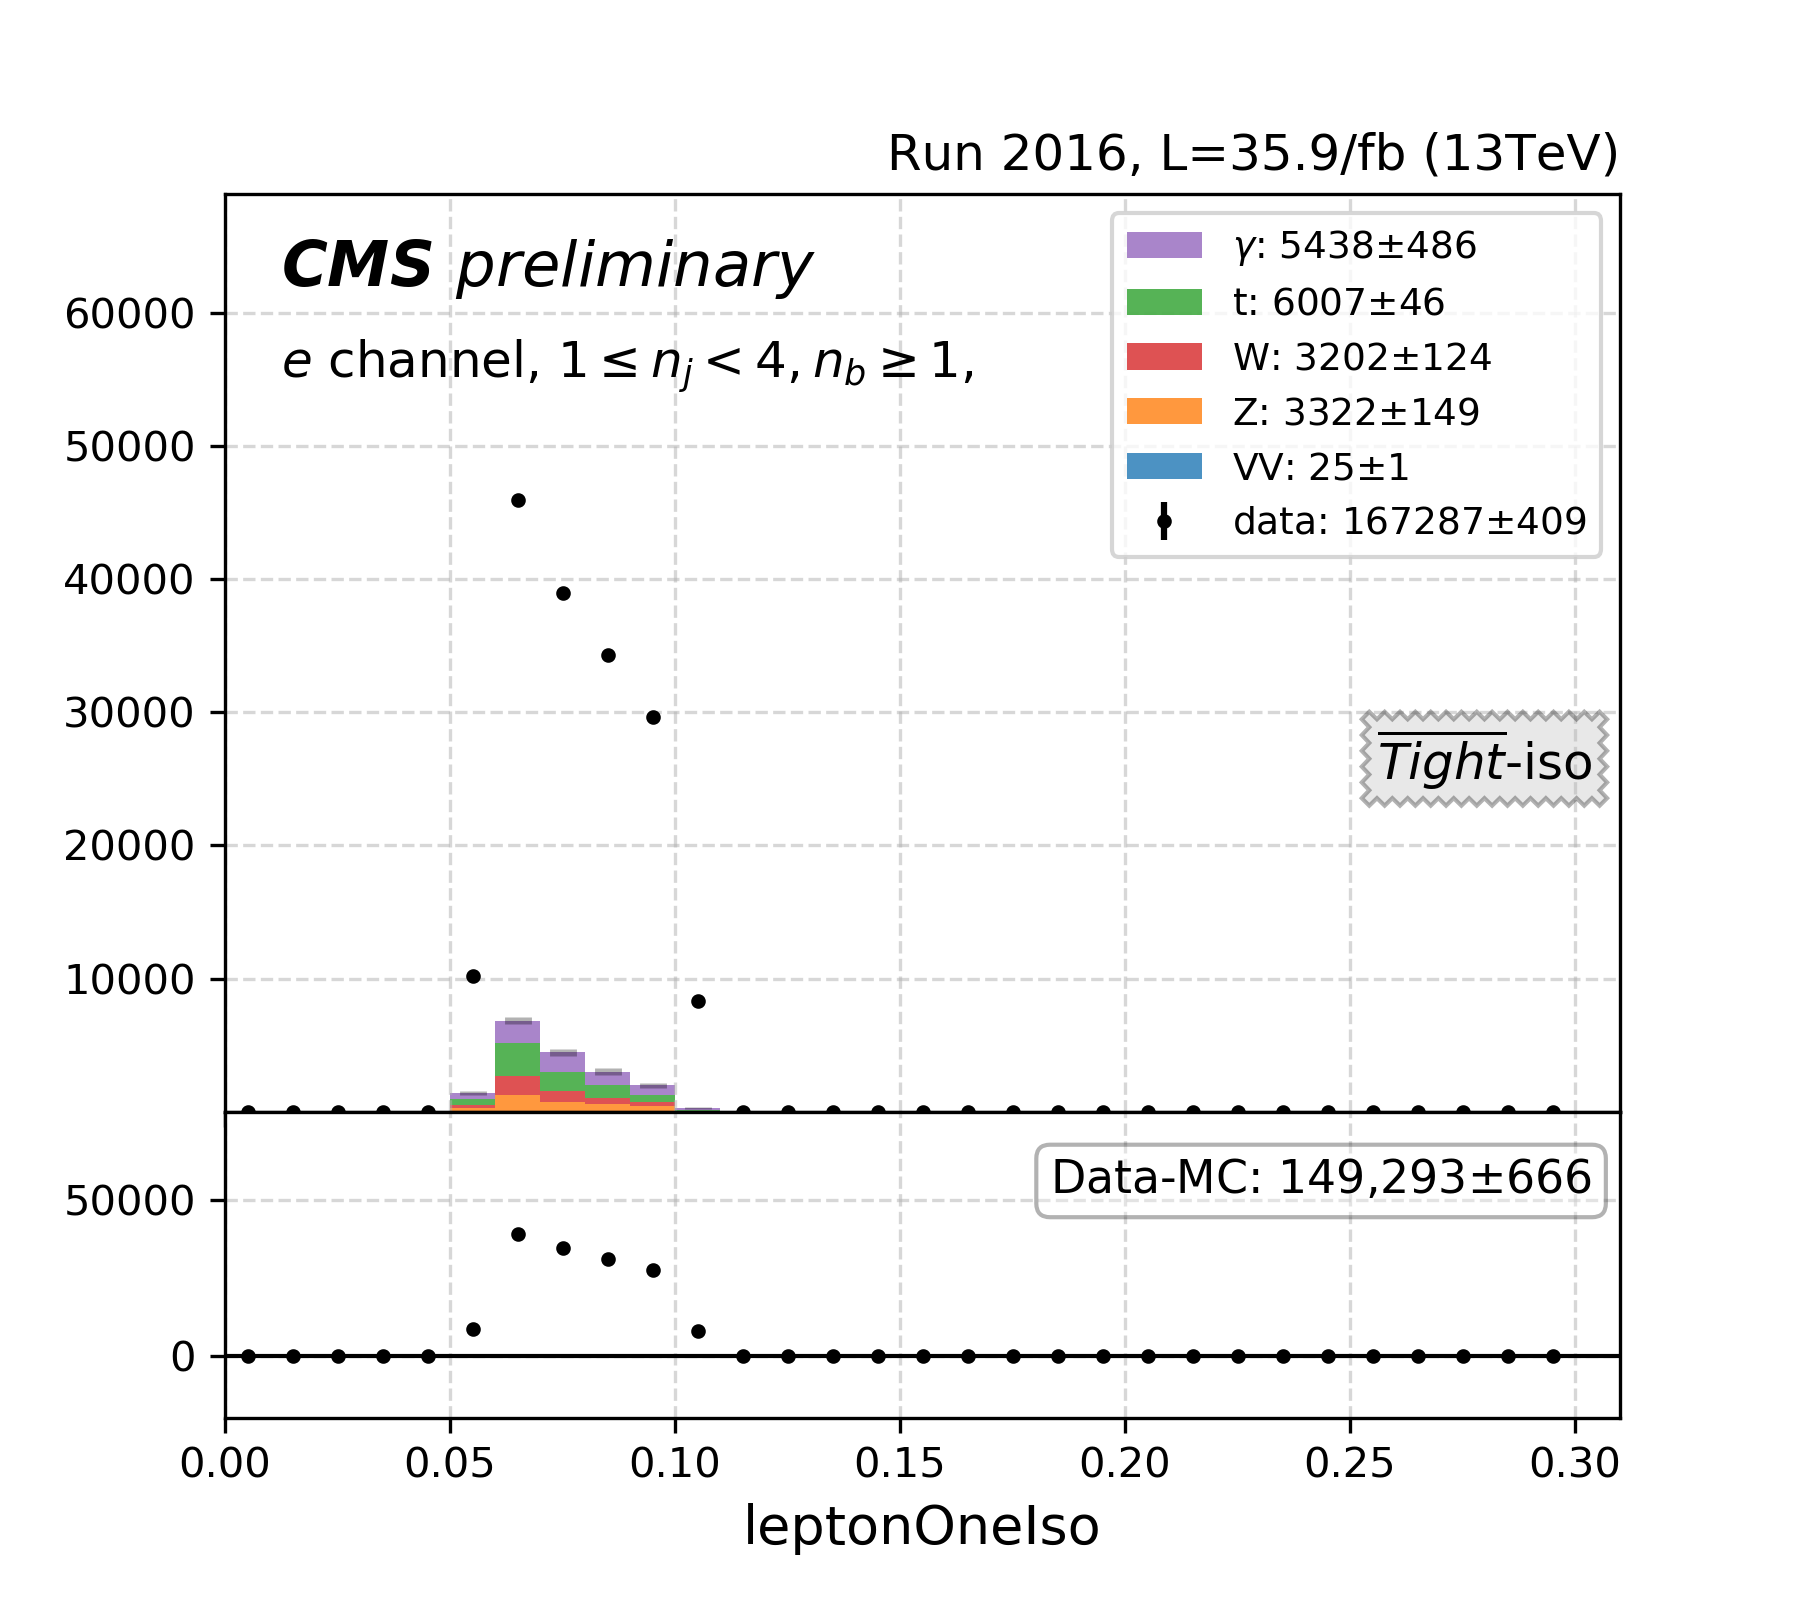 Run 2016, L=35.9/fb (13TeV)
CMS preliminary
e channel, 1 ≤ n_j < 4, n_b ≥ 1,
γ: 5438±486
t: 6007±46
W: 3202±124
Z: 3322±149
VV: 25±1
data: 167287±409
60000
50000
40000
30000
20000
10000
Tight-iso
Data-MC: 149,293±666
50000
0
0.00 0.05 0.10 0.15 0.20 0.25 0.30
leptonOneIso